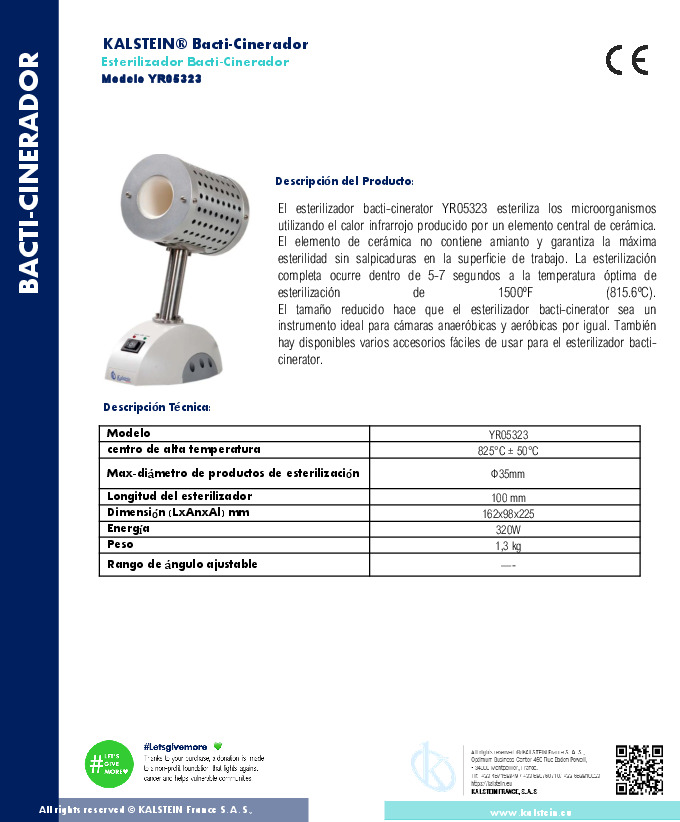 BACTI-CINERADOR
KALSTEIN® Bacti-Cinerador
Esterilizador Bacti-Cinerador
Modelo YR05323
CE
Descripción del Producto:
El esterilizador bacti-cinerator YR05323 esteriliza los microorganismos
utilizando el calor infrarrojo producido por un elemento central de cerámica.
El elemento de cerámica no contiene amianto y garantiza la máxima
esterilidad sin salpicaduras en la superficie de trabajo. La esterilización
completa ocurre dentro de 5-7 segundos a la temperatura óptima de
esterilización de 1500ºF (815.6ºC).
El tamaño reducido hace que el esterilizador bacti-cinerator sea un
instrumento ideal para cámaras anaeróbicas y aeróbicas por igual. También
hay disponibles varios accesorios fáciles de usar para el esterilizador bacti-
cinerator.
Descripción Técnica:
Modelo YR05323
centro de alta temperatura 825°C ± 50°C
Max-diámetro de productos de esterilización Φ35mm
Longitud del esterilizador 100 mm
Dimensión (LxAnxAl) mm 162x98x225
Energía 320W
Peso 1,3 kg
Rango de ángulo ajustable —-
# LET'S
GIVE
MORE
#Letsgivemore
Thanks to your purchase, a donation is made
to a non-profit foundation that fights against
cancer and helps vulnerable communities
All rights reserved ® KALSTEIN France S. A. S.,
Optimum Business Center 450 Rue Baden Powell,
34000 Montpellier, France.
https://kalstein.eu
KALSTEIN FRANCE, S.A.S
All rights reserved © KALSTEIN France S.A.S.,
www.kalstein.eu